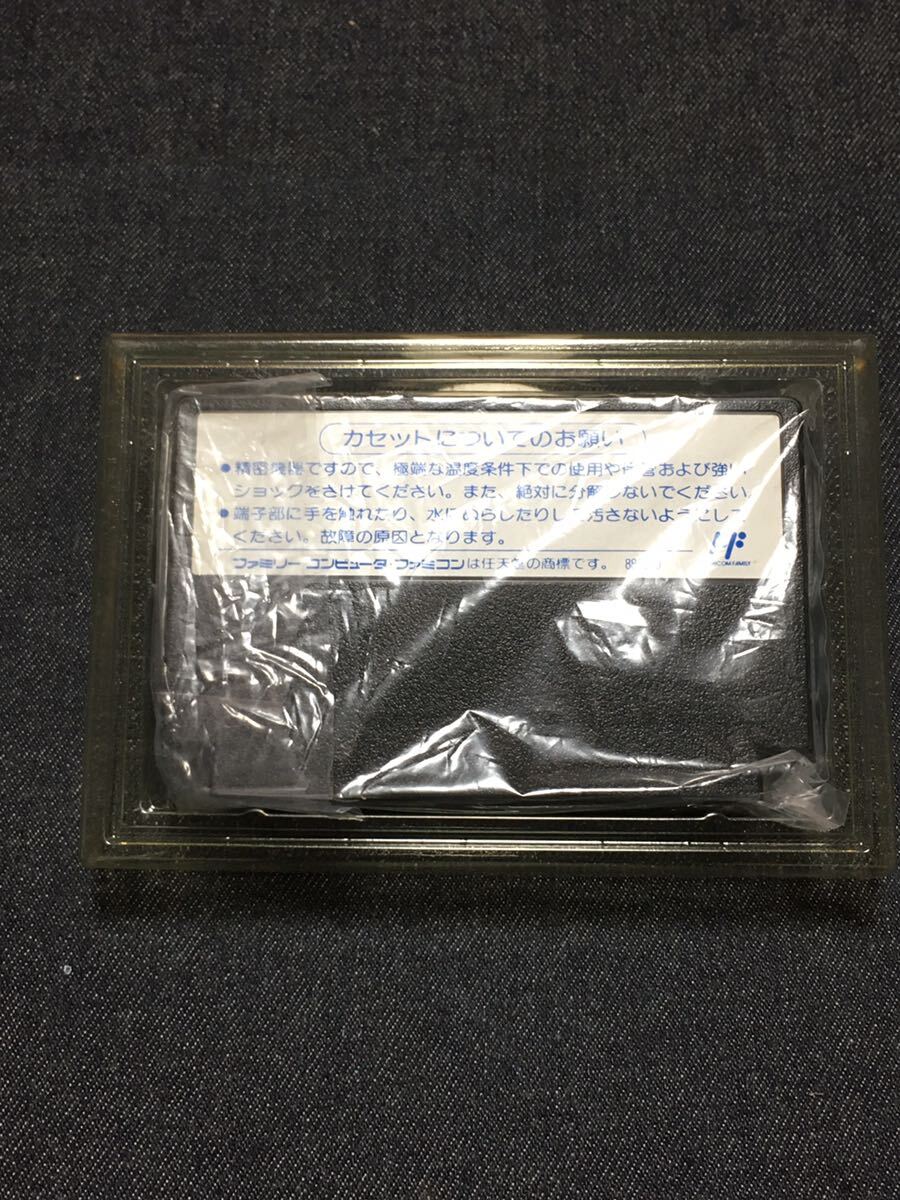 カセットについてのお願い
●精密機器ですので、極端な温度条件下での使用や保管および強い
ショックをさけてください。また、絶対に分解しないでください。
●端子部に手を触れたり、水にぬらしたりして汚さないようにして
ください。故障の原因となります。
ファミリーコンピュータ・ファミコンは任天堂の商標です。